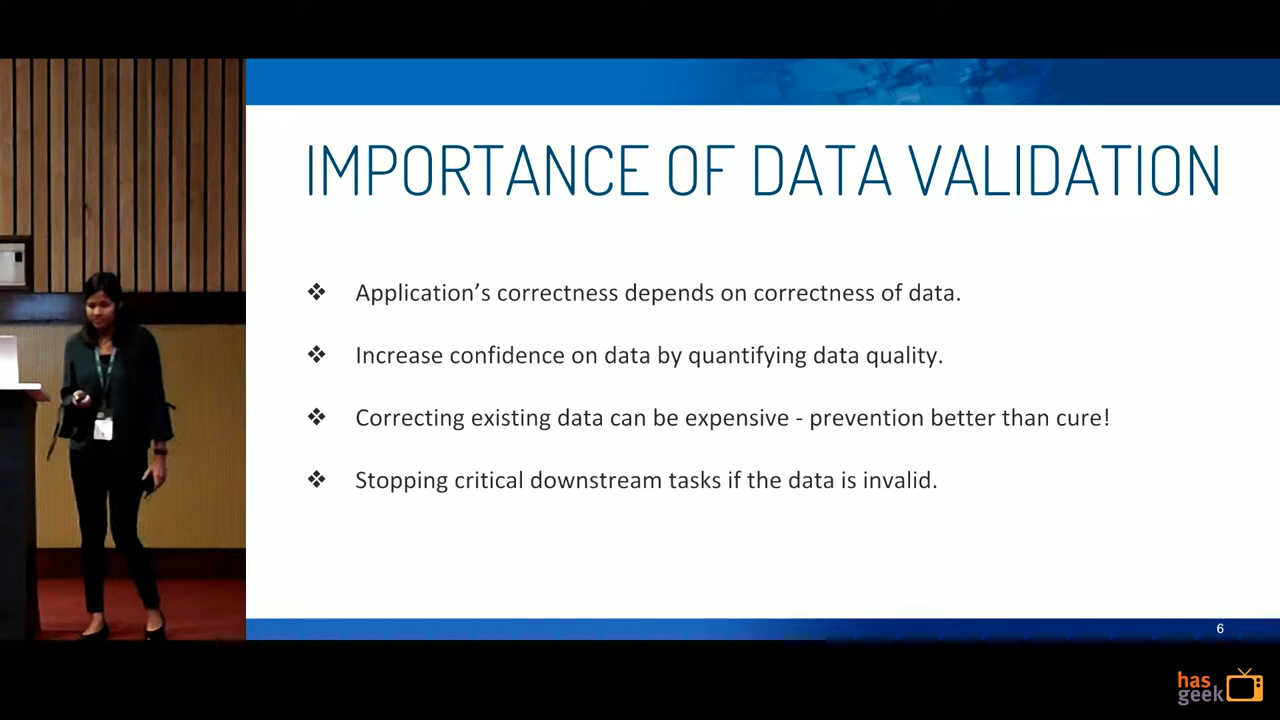 IMPORTANCE OF DATA VALIDATION
❖ Application’s correctness depends on correctness of data.
❖ Increase confidence on data by quantifying data quality.
❖ Correcting existing data can be expensive - prevention better than cure!
❖ Stopping critical downstream tasks if the data is invalid.
6
has
geek